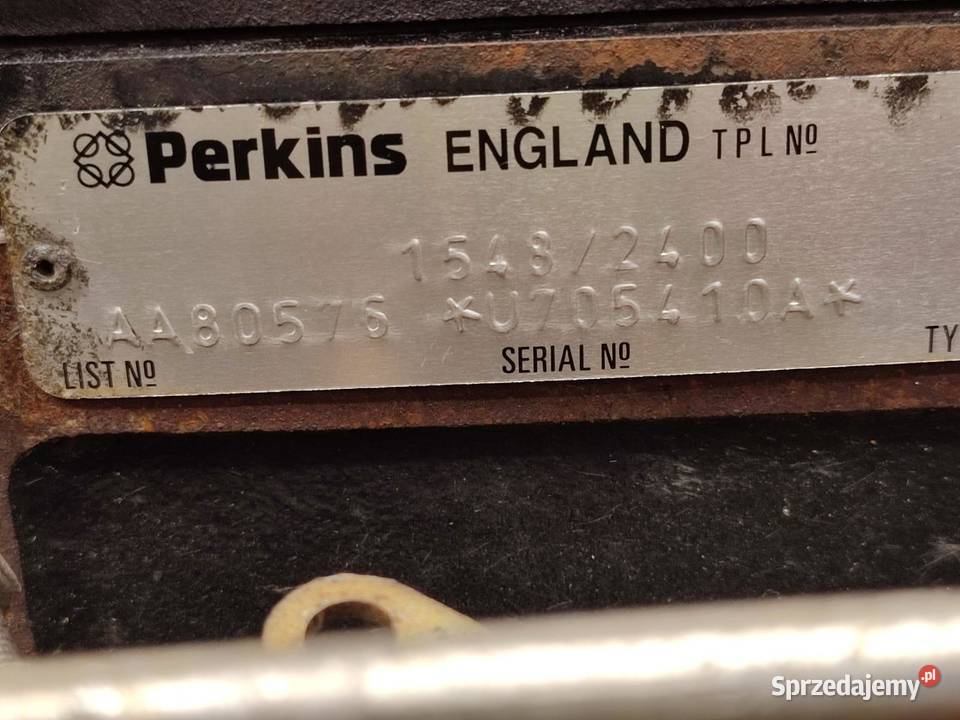 Perkins ENGLAND TPL Nº
1548/2400
AA80576 *U705410A*
LIST Nº SERIAL Nº TY
Sprzedajemy.pl